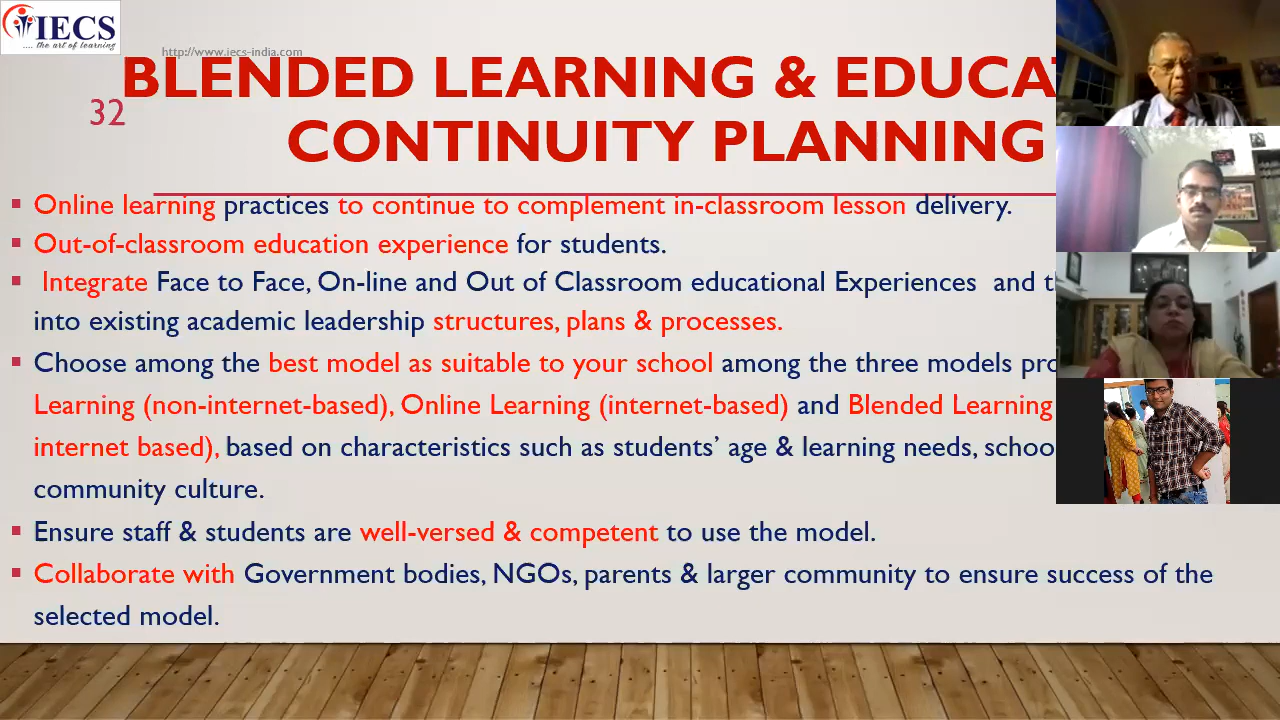 IECS
.... the art of learning
http://www.iecs-india.com
32
BLENDED LEARNING &
CONTINUITY PLANNING
▪ Online learning practices to continue to complement in-classroom lesson delivery.
▪ Out-of-classroom education experience for students.
▪ Integrate Face to Face, On-line and Out of Classroom educational Experiences and
into existing academic leadership structures, plans & processes.
▪ Choose among the best model as suitable to your school among the three models
Learning (non-internet-based), Online Learning (internet-based) and Blended Learning
internet based), based on characteristics such as students’ age & learning needs,
community culture.
▪ Ensure staff & students are well-versed & competent to use the model.
▪ Collaborate with Government bodies, NGOs, parents & larger community to ensure success of the
selected model.